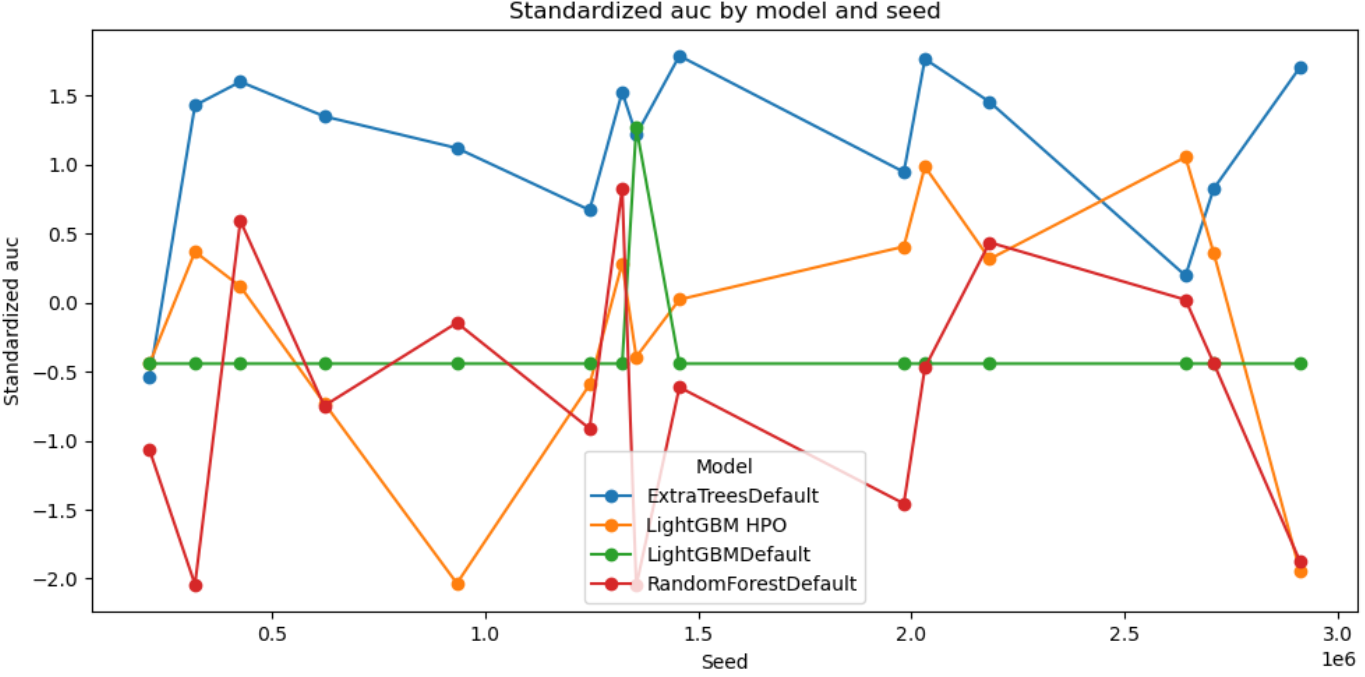 Standardized auc by model and seed
Standardized auc
1.5
1.0
0.5
0.0
−0.5
−1.0
−1.5
−2.0
Model
ExtraTreesDefault
LightGBM HPO
LightGBMDefault
RandomForestDefault
0.5 1.0 1.5 2.0 2.5 3.0
1e6
Seed